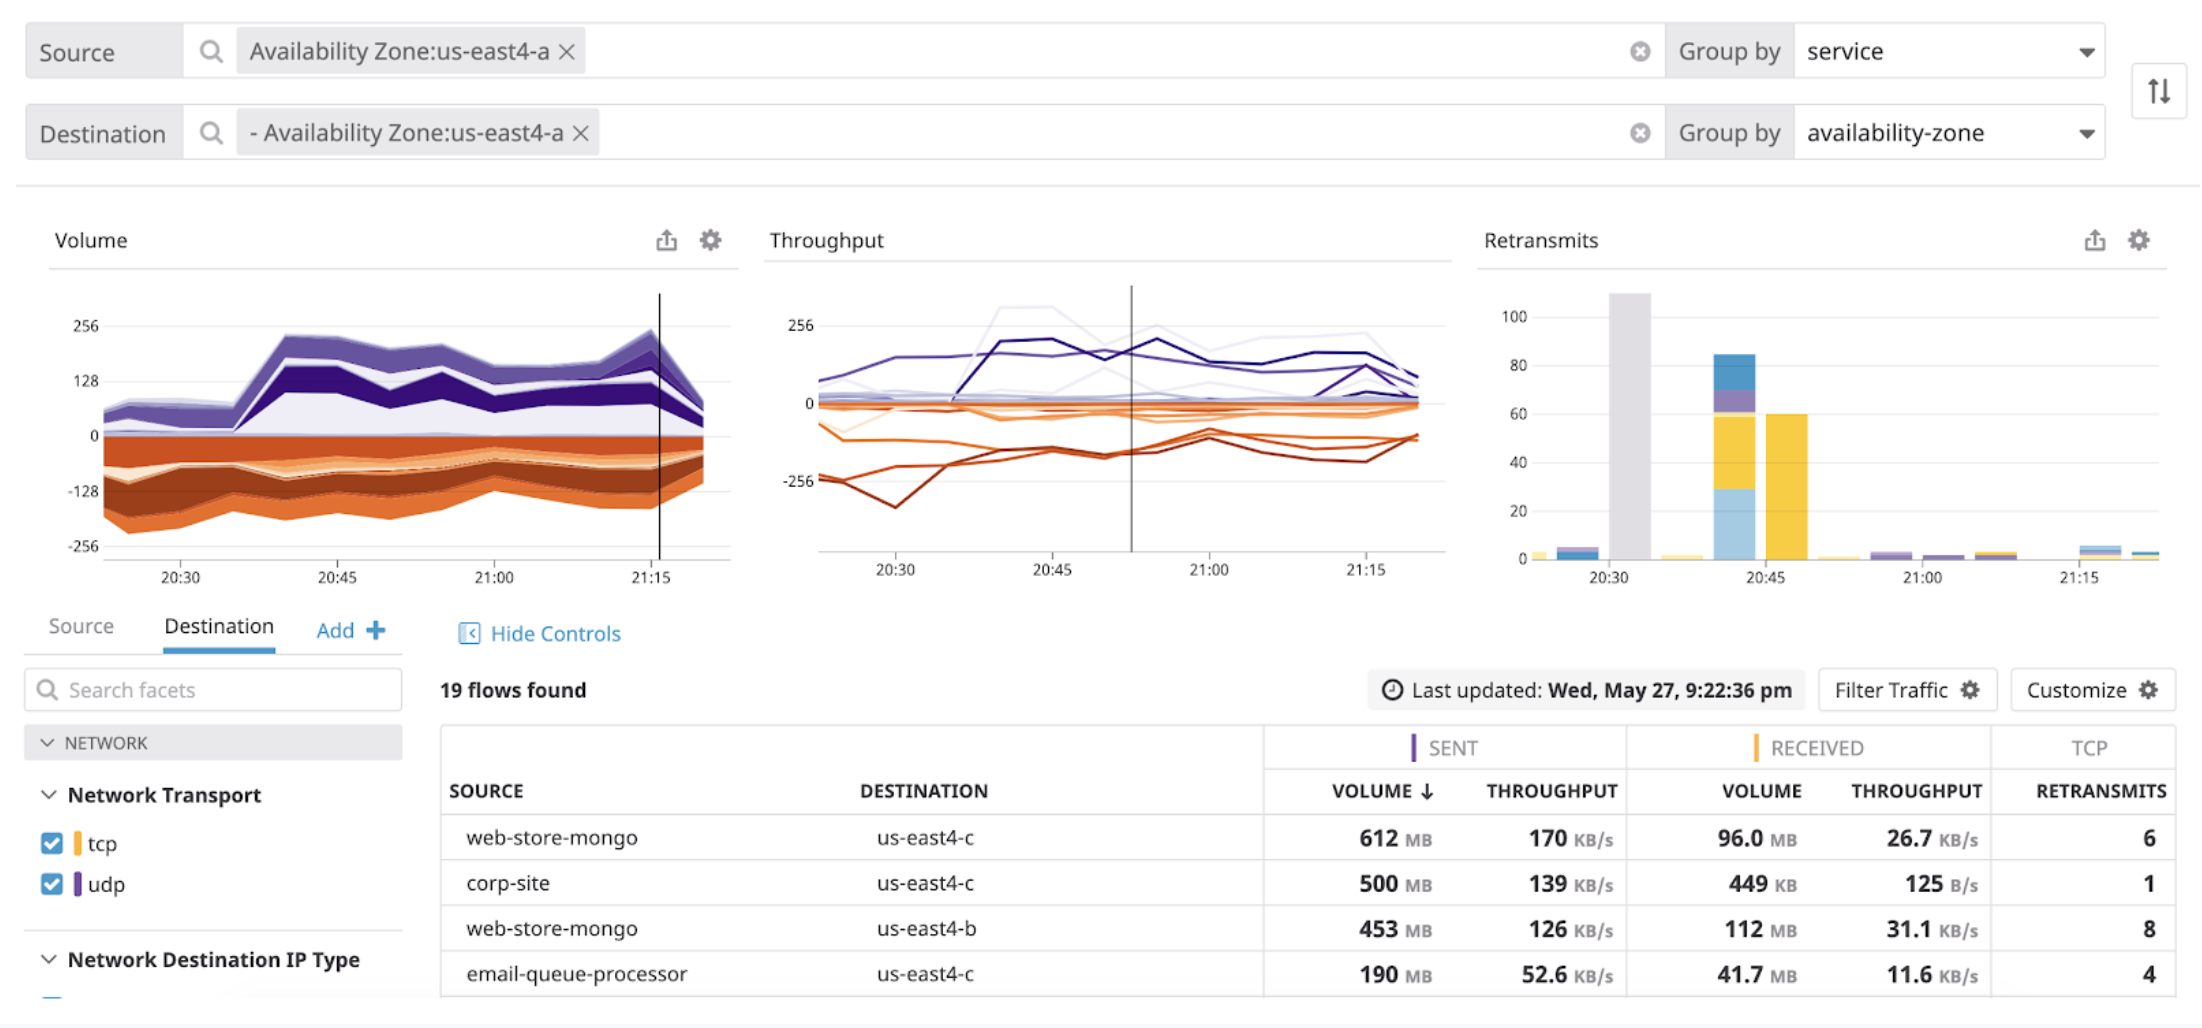 Source Availability Zone:us-east4-a Group by service
Destination - Availability Zone:us-east4-a Group by availability-zone
Volume
256
128
0
-128
-256
20:30 20:45 21:00 21:15
Throughput
256
0
-256
20:30 20:45 21:00 21:15
Retransmits
100
80
60
40
20
0
20:30 20:45 21:00 21:15
Source Destination Add Hide Controls
Search facets
NETWORK
Network Transport
tcp
udp
Network Destination IP Type
19 flows found Last updated: Wed, May 27, 9:22:36 pm Filter Traffic Customize
SENT RECEIVED TCP
SOURCE DESTINATION VOLUME ↓ THROUGHPUT VOLUME THROUGHPUT RETRANSMITS
web-store-mongo us-east4-c 612 MB 170 KB/s 96.0 MB 26.7 KB/s 6
corp-site us-east4-c 500 MB 139 KB/s 449 KB 125 B/s 1
web-store-mongo us-east4-b 453 MB 126 KB/s 112 MB 31.1 KB/s 8
email-queue-processor us-east4-c 190 MB 52.6 KB/s 41.7 MB 11.6 KB/s 4